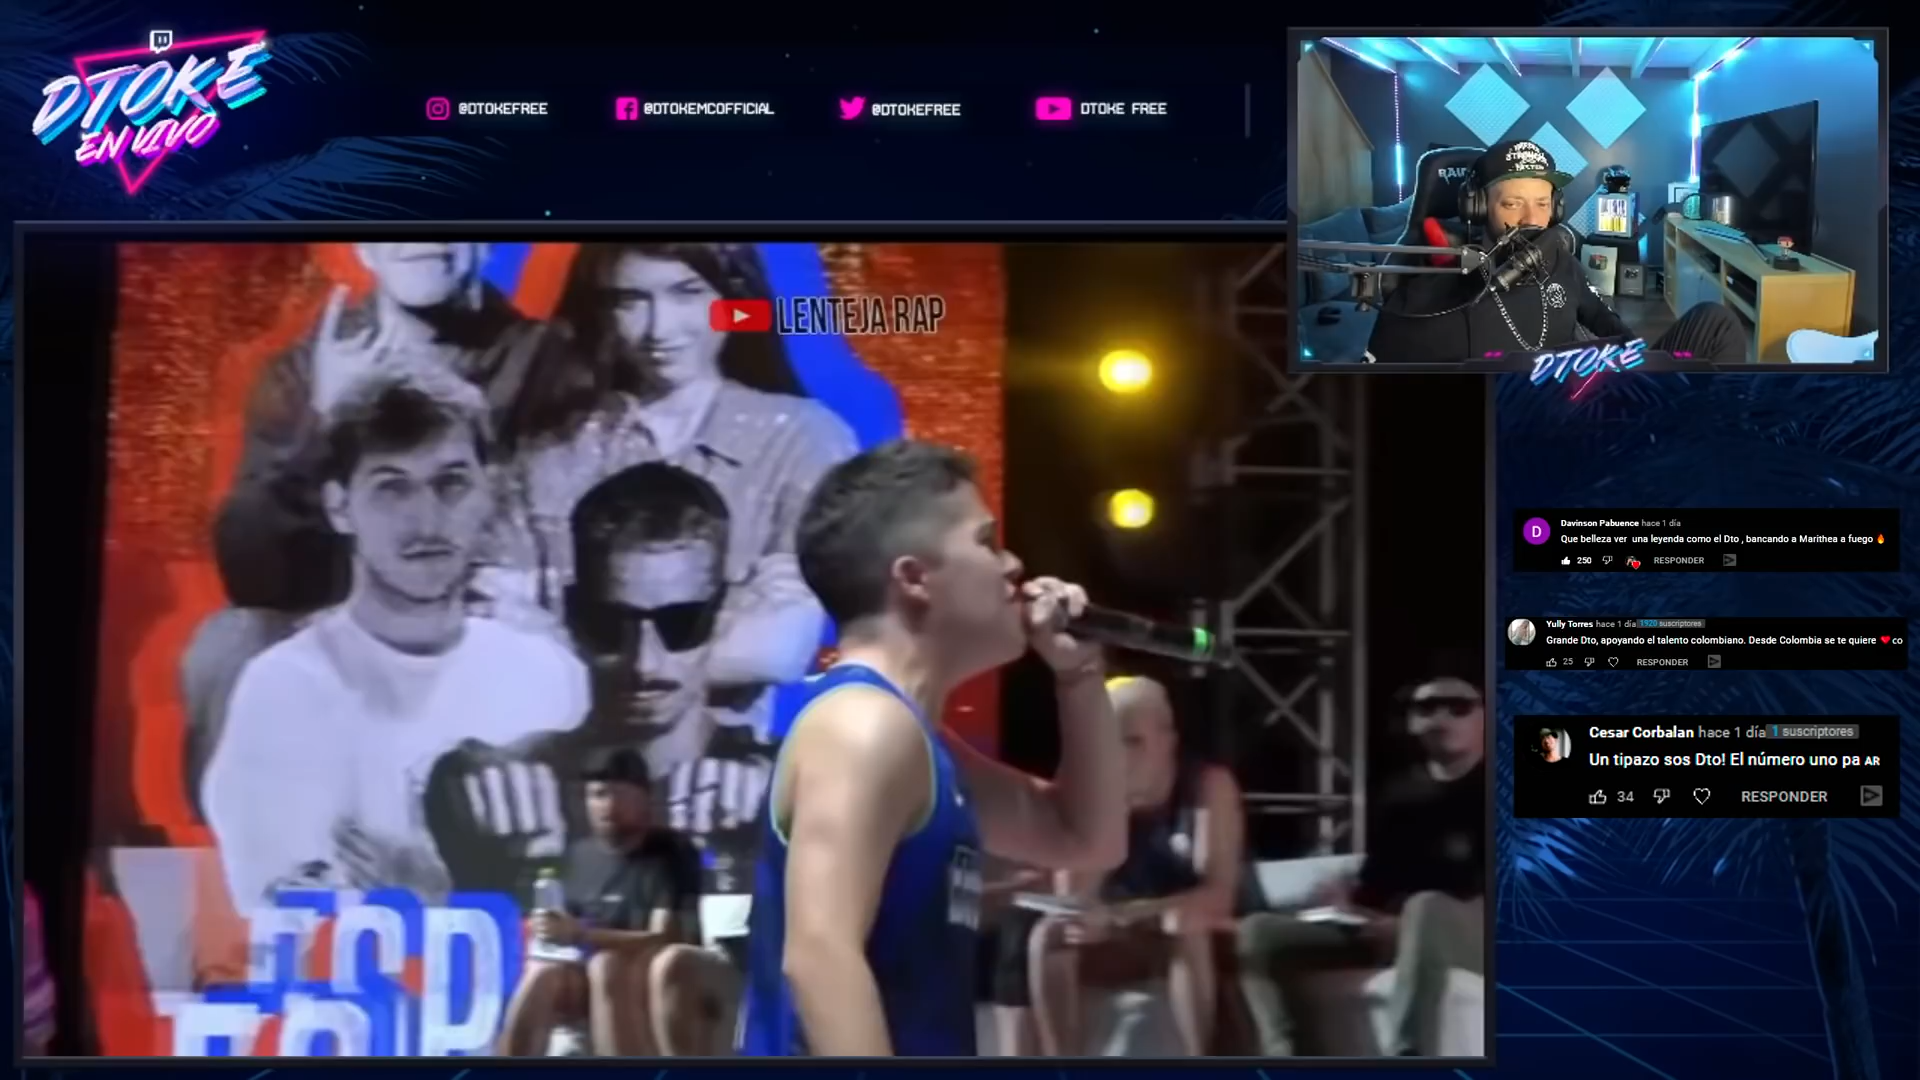 DTOKE
EN VIVO
@DTOKEFREE
@DTOKEMCOFFICIAL
@DTOKEFREE
DTOKE FREE
LENTEJA RAP
DTOKE
D
Davinson Pabuence hace 1 día
Que belleza ver una leyenda como el Dto , bancando a Marithea a fuego 🔥
250 RESPONDER
Yully Torres hace 1 día 1920 suscriptores
Grande Dto, apoyando el talento colombiano. Desde Colombia se te quiere ❤️co
25 RESPONDER
Cesar Corbalan hace 1 día 1 suscriptores
Un tipazo sos Dto! El número uno pa AR
34 RESPONDER